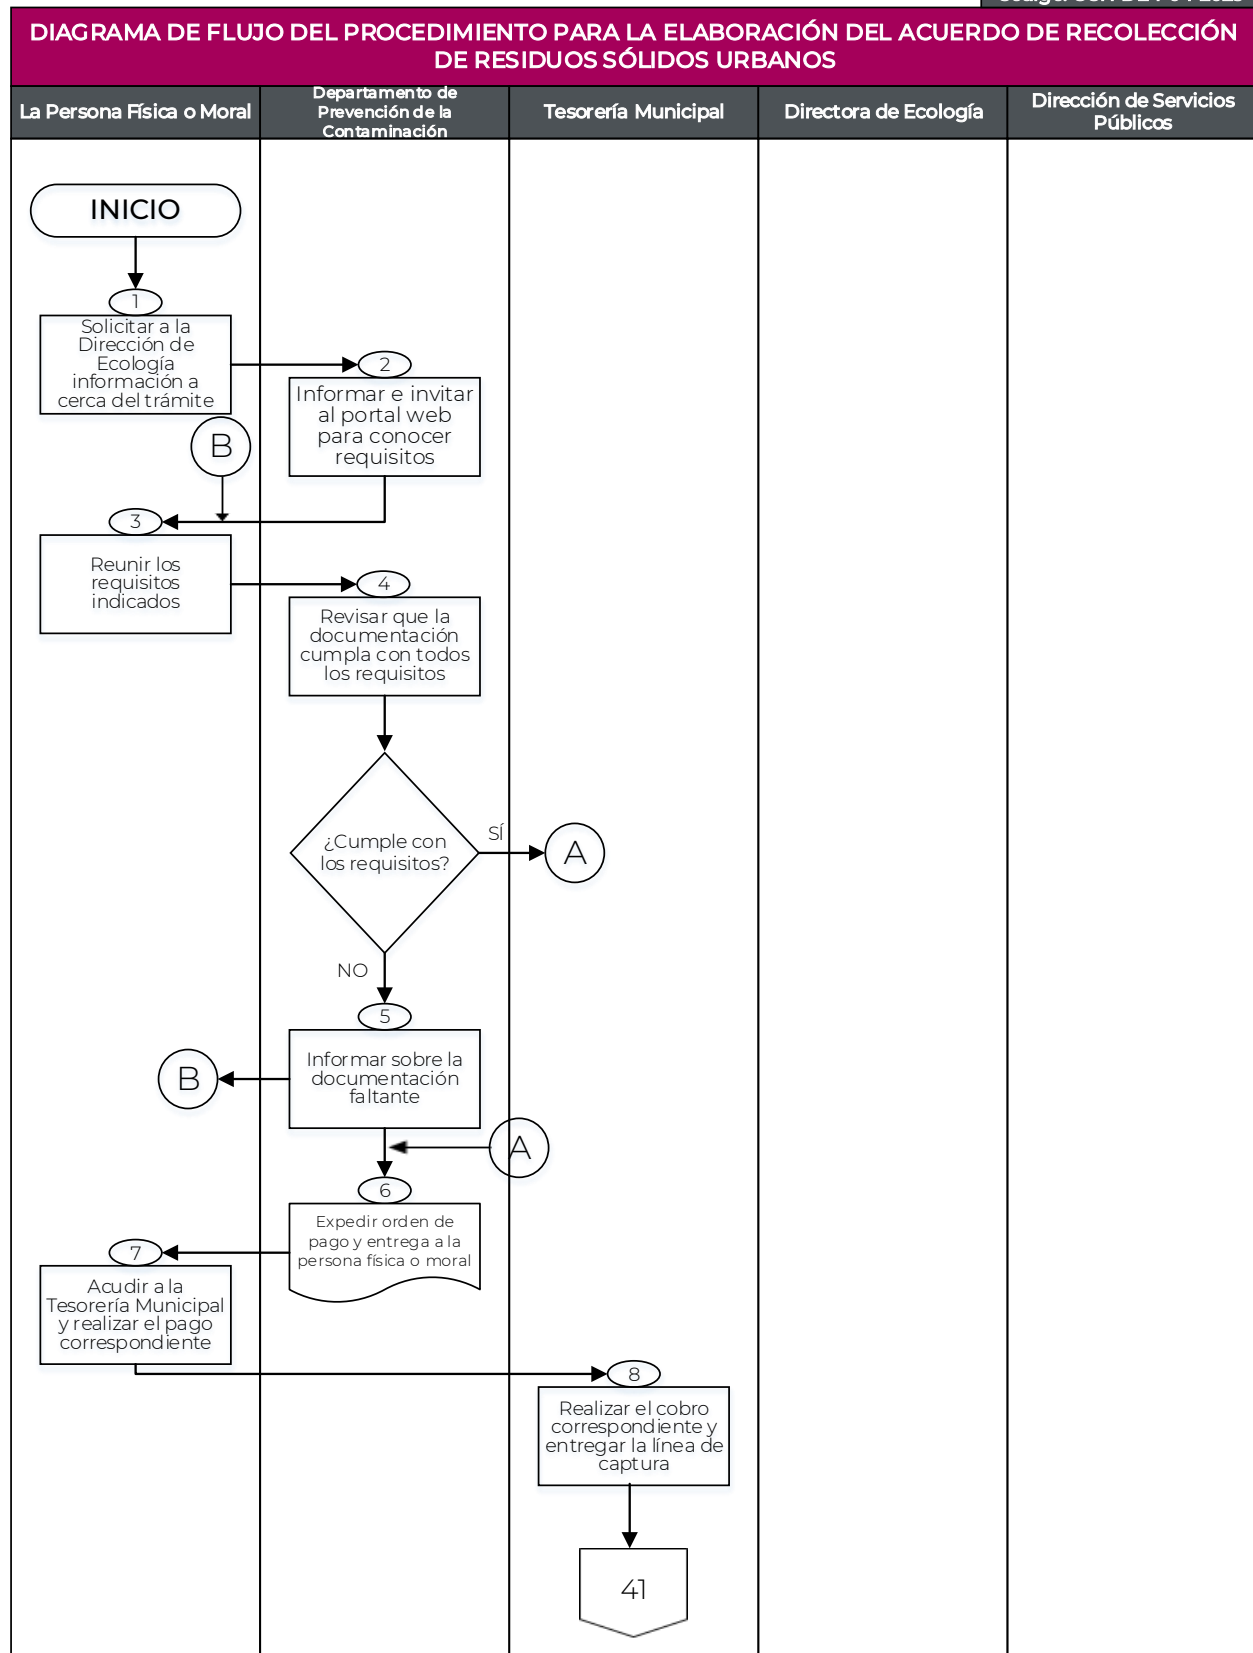 DIAGRAMA DE FLUJO DEL PROCEDIMIENTO PARA LA ELABORACIÓN DEL ACUERDO DE RECOLECCIÓN
DE RESIDUOS SÓLIDOS URBANOS
La Persona Física o Moral
Departamento de
Prevención de la
Contaminación
Tesorería Municipal
Directora de Ecología
Dirección de Servicios
Públicos
INICIO
1
Solicitar a la
Dirección de
Ecología
información a
cerca del trámite
2
Informar e invitar
al portal web
para conocer
requisitos
B
3
Reunir los
requisitos
indicados
4
Revisar que la
documentación
cumpla con todos
los requisitos
¿Cumple con
los requisitos?
SÍ
A
NO
5
Informar sobre la
documentación
faltante
B
A
6
Expedir orden de
pago y entrega a la
persona física o moral
7
Acudir a la
Tesorería Municipal
y realizar el pago
correspondiente
8
Realizar el cobro
correspondiente y
entregar la línea de
captura
41